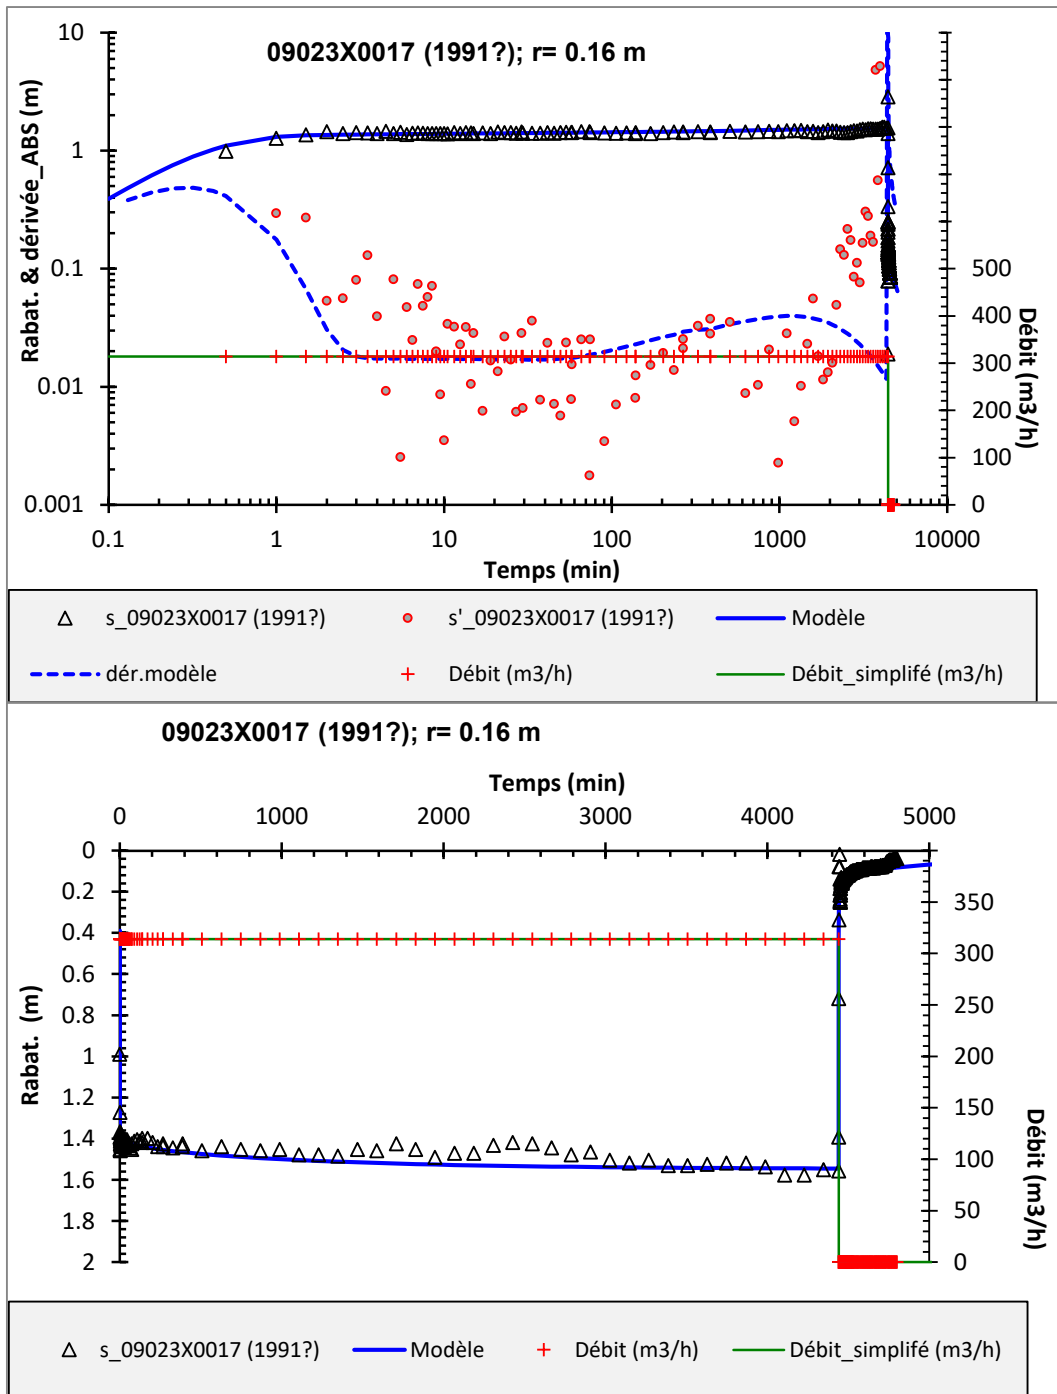 09023X0017 (1991?); r= 0.16 m
Rabat. & dérivée_ABS (m)
10
1
0.1
0.01
0.001
500
400
300
200
100
0
Débit (m3/h)
0.1 1 10 100 1000 10000
Temps (min)
s_09023X0017 (1991?) s'_09023X0017 (1991?) Modèle
dér.modèle Débit (m3/h) Débit_simplifé (m3/h)
09023X0017 (1991?); r= 0.16 m
Temps (min)
0 1000 2000 3000 4000 5000
Rabat. (m)
0
0.2
0.4
0.6
0.8
1
1.2
1.4
1.6
1.8
2
350
300
250
200
150
100
50
0
Débit (m3/h)
s_09023X0017 (1991?) Modèle Débit (m3/h) Débit_simplifé (m3/h)